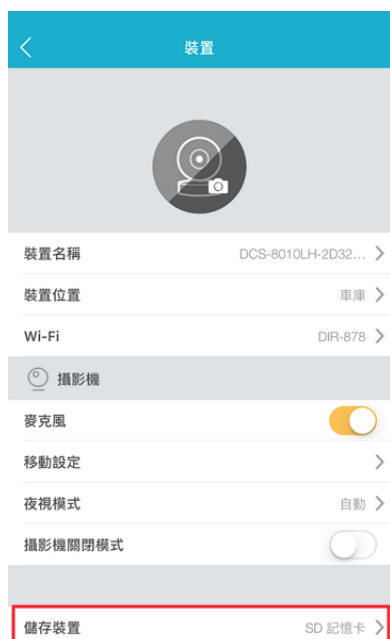 裝置
裝置名稱 DCS-8010LH-2D32...
裝置位置 車庫
Wi-Fi DIR-878
攝影機
麥克風
移動設定
夜視模式 自動
攝影機關閉模式
儲存裝置 SD 記憶卡